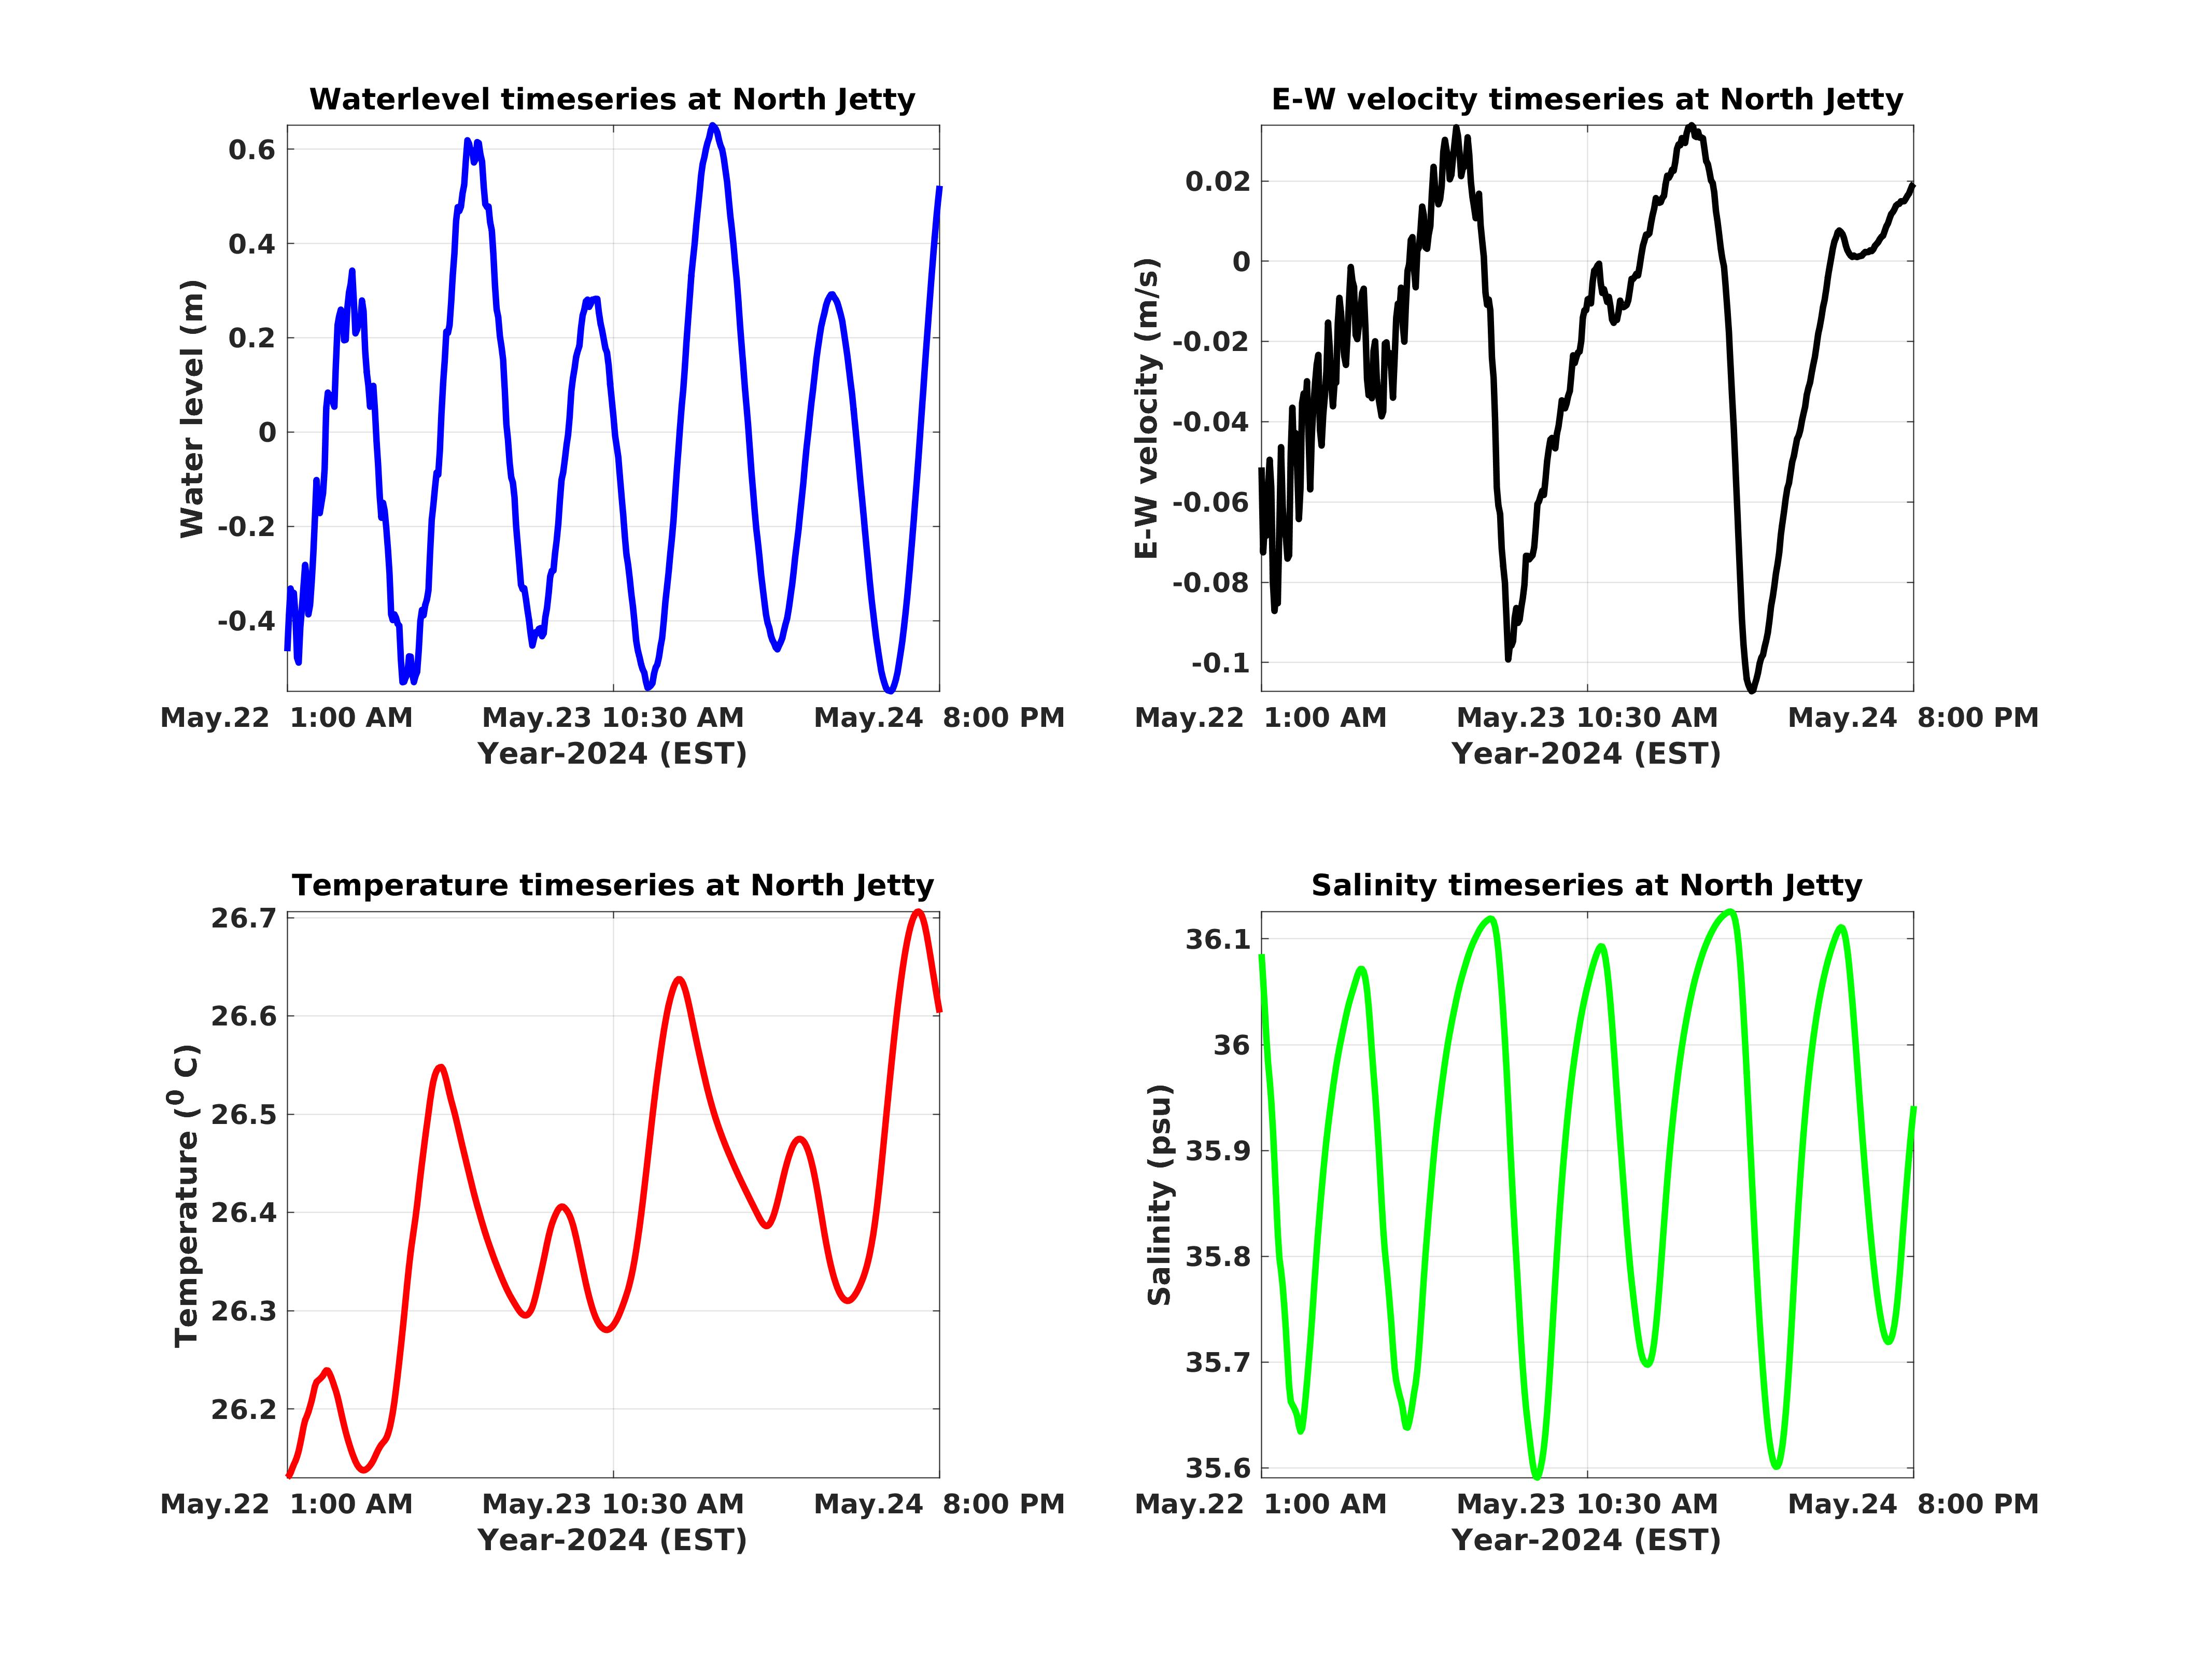 Waterlevel timeseries at North Jetty
0.6
0.4
0.2
0
-0.2
-0.4
Water level (m)
May.22 1:00 AM May.23 10:30 AM May.24 8:00 PM
Year-2024 (EST)
E-W velocity timeseries at North Jetty
0.02
0
-0.02
-0.04
-0.06
-0.08
-0.1
E-W velocity (m/s)
May.22 1:00 AM May.23 10:30 AM May.24 8:00 PM
Year-2024 (EST)
Temperature timeseries at North Jetty
26.7
26.6
26.5
26.4
26.3
26.2
Temperature (⁰ C)
May.22 1:00 AM May.23 10:30 AM May.24 8:00 PM
Year-2024 (EST)
Salinity timeseries at North Jetty
36.1
36
35.9
35.8
35.7
35.6
Salinity (psu)
May.22 1:00 AM May.23 10:30 AM May.24 8:00 PM
Year-2024 (EST)